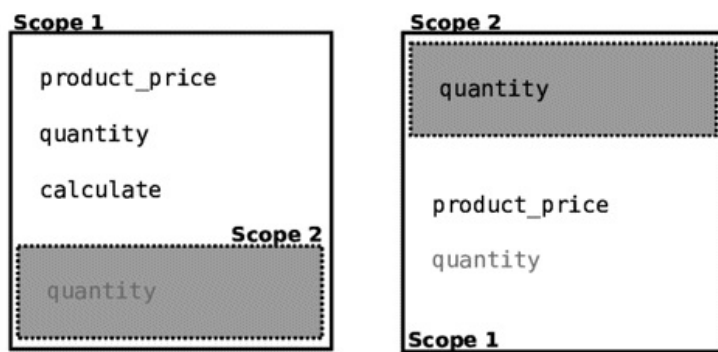 Scope 1
product_price
quantity
calculate
Scope 2
quantity
Scope 2
quantity
product_price
quantity
Scope 1